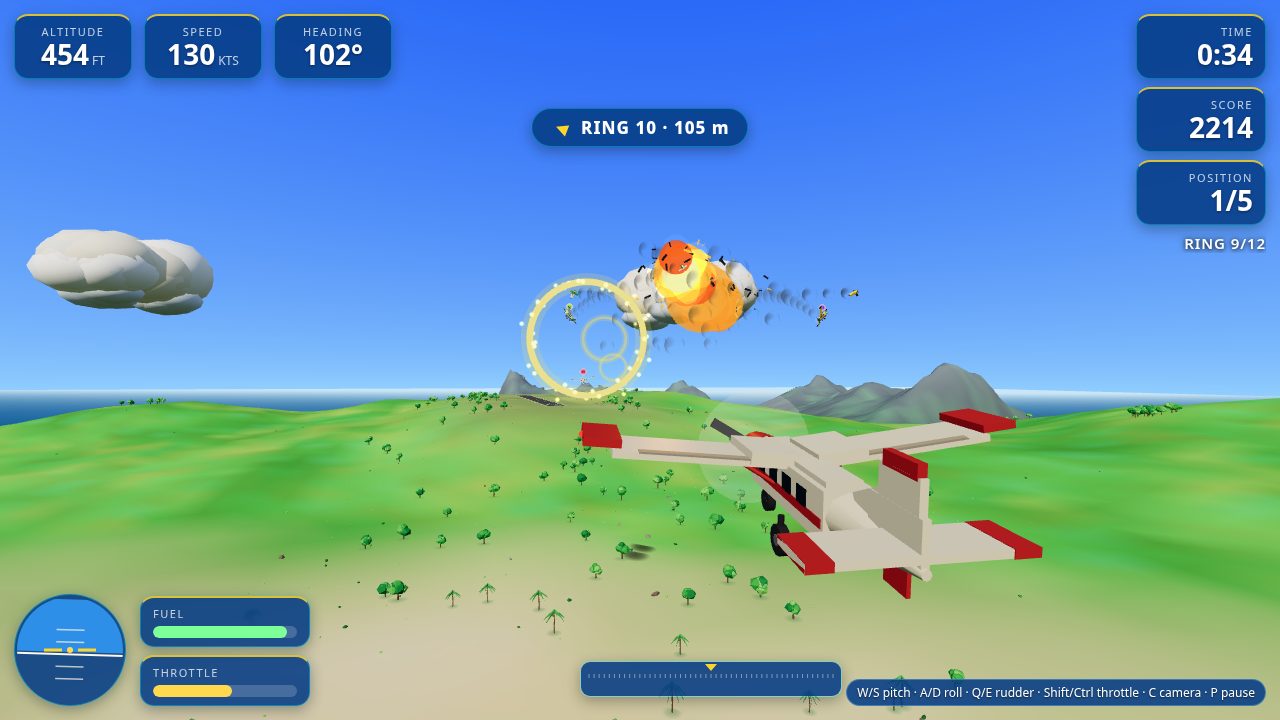 ALTITUDE
454 FT
SPEED
130 KTS
HEADING
102°
TIME
0:34
SCORE
2214
POSITION
1/5
RING 9/12
RING 10 · 105 m
FUEL
THROTTLE
W/S pitch · A/D roll · Q/E rudder · Shift/Ctrl throttle · C camera · P pause